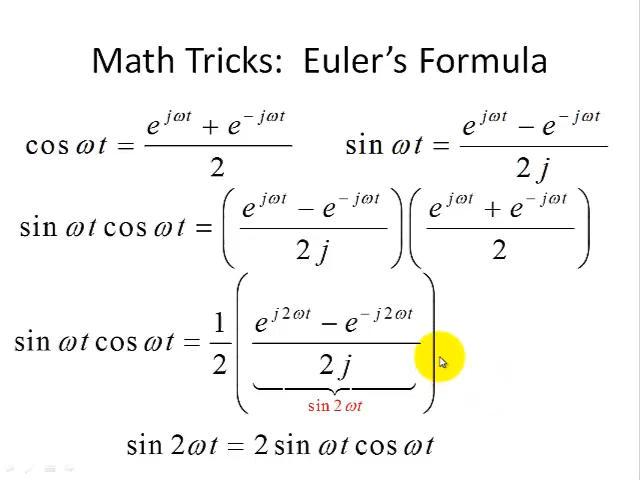 Math Tricks: Euler's Formula
cos ωt = (e^{jωt} + e^{−jωt}) / 2    sin ωt = (e^{jωt} − e^{−jωt}) / 2j
sin ωt cos ωt = ((e^{jωt} − e^{−jωt}) / 2j) ((e^{jωt} + e^{−jωt}) / 2)
sin ωt cos ωt = 1/2 ((e^{j2ωt} − e^{−j2ωt}) / 2j)
sin 2ωt
sin 2ωt = 2 sin ωt cos ωt